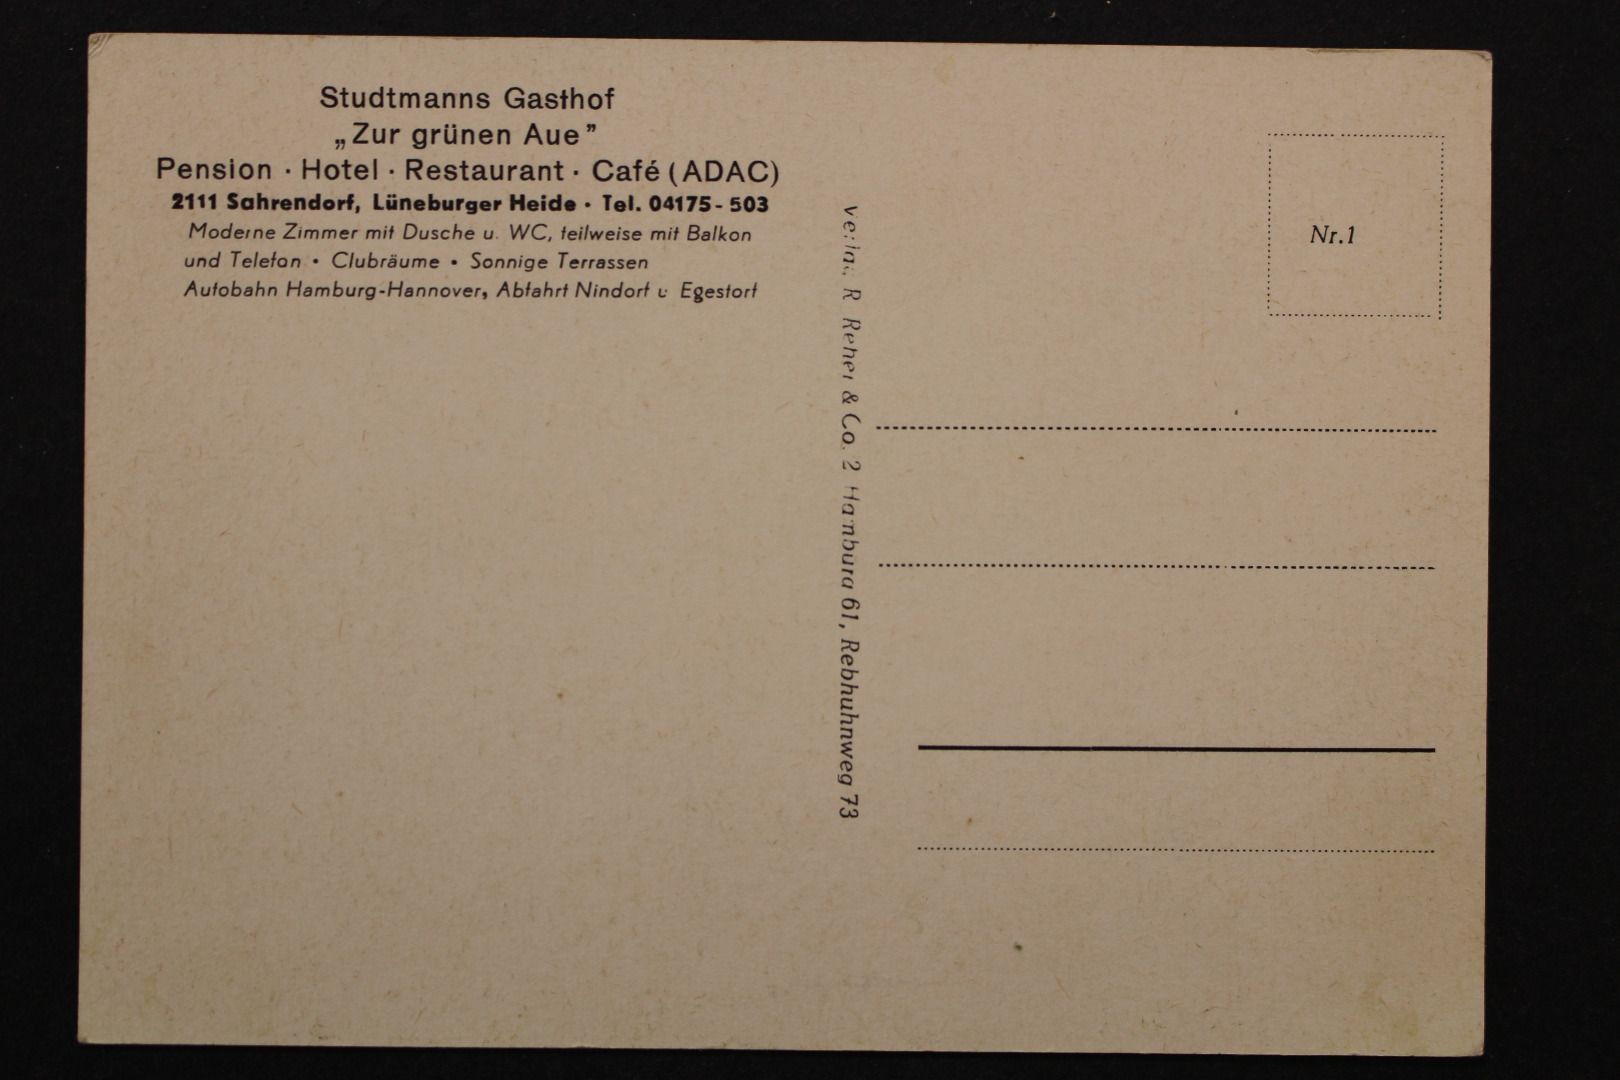 Studtmanns Gasthof
„Zur grünen Aue”
Pension · Hotel · Restaurant · Café (ADAC)
2111 Sahrendorf, Lüneburger Heide · Tel. 04175-503
Moderne Zimmer mit Dusche u. WC, teilweise mit Balkon
und Telefon • Clubräume • Sonnige Terrassen
Autobahn Hamburg-Hannover, Abfahrt Nindorf u Egestorf
Verlag R Reher & Co. 2 Hamburg 61, Rebhuhnweg 73
Nr.1